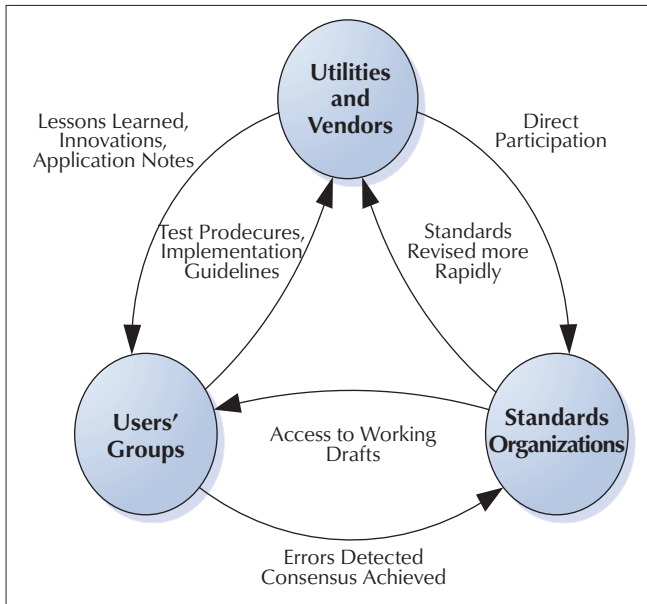 Utilities
and
Vendors
Lessons Learned,
Innovations,
Application Notes
Direct
Participation
Test Prodecures,
Implementation
Guidelines
Standards
Revised more
Rapidly
Users'
Groups
Access to Working
Drafts
Standards
Organizations
Errors Detected
Consensus Achieved